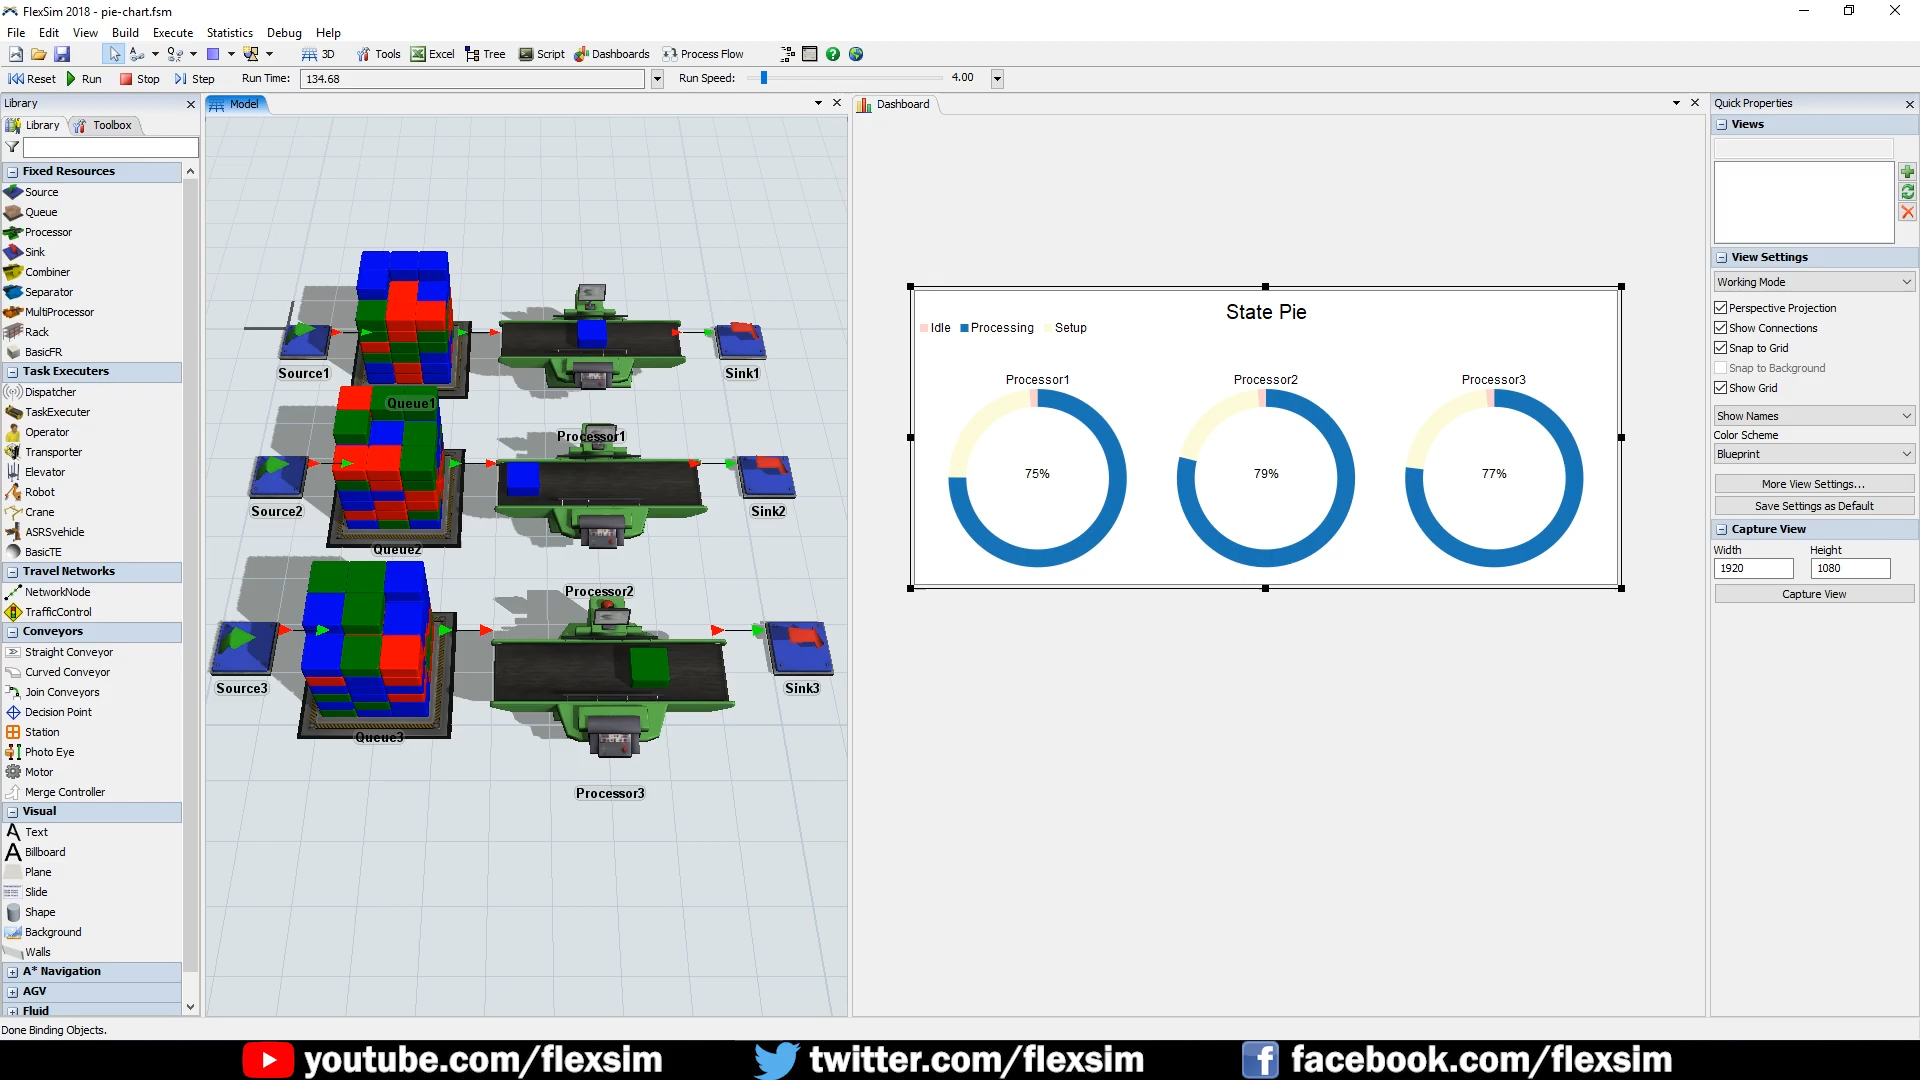 FlexSim 2018 - pie-chart.fsm
File Edit View Build Execute Statistics Debug Help
3D Tools Excel Tree Script Dashboards Process Flow
Reset Run Stop Step Run Time: 134.68 Run Speed: 4.00
Library
Library Toolbox
Fixed Resources
Source
Queue
Processor
Sink
Combiner
Separator
MultiProcessor
Rack
BasicFR
Task Executers
Dispatcher
TaskExecuter
Operator
Transporter
Elevator
Robot
Crane
ASRSvehicle
BasicTE
Travel Networks
NetworkNode
TrafficControl
Conveyors
Straight Conveyor
Curved Conveyor
Join Conveyors
Decision Point
Station
Photo Eye
Motor
Merge Controller
Visual
Text
Billboard
Plane
Slide
Shape
Background
Walls
A* Navigation
AGV
Fluid
Model
Source1
Queue1
Processor1
Sink1
Source2
Queue2
Processor2
Sink2
Source3
Queue3
Processor3
Sink3
Dashboard
State Pie
Idle Processing Setup
Processor1 Processor2 Processor3
75% 79% 77%
Quick Properties
Views
View Settings
Working Mode
Perspective Projection
Show Connections
Snap to Grid
Snap to Background
Show Grid
Show Names
Color Scheme
Blueprint
More View Settings...
Save Settings as Default
Capture View
Width Height
1920 1080
Capture View
Done Binding Objects.
youtube.com/flexsim twitter.com/flexsim facebook.com/flexsim